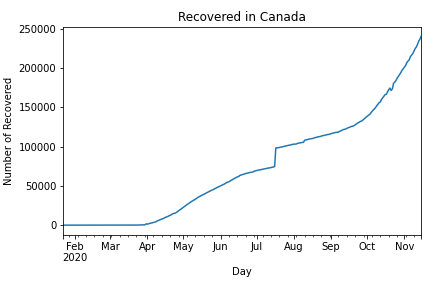 Recovered in Canada
Number of Recovered
250000
200000
150000
100000
50000
0
Feb Mar Apr May Jun Jul Aug Sep Oct Nov
2020
Day